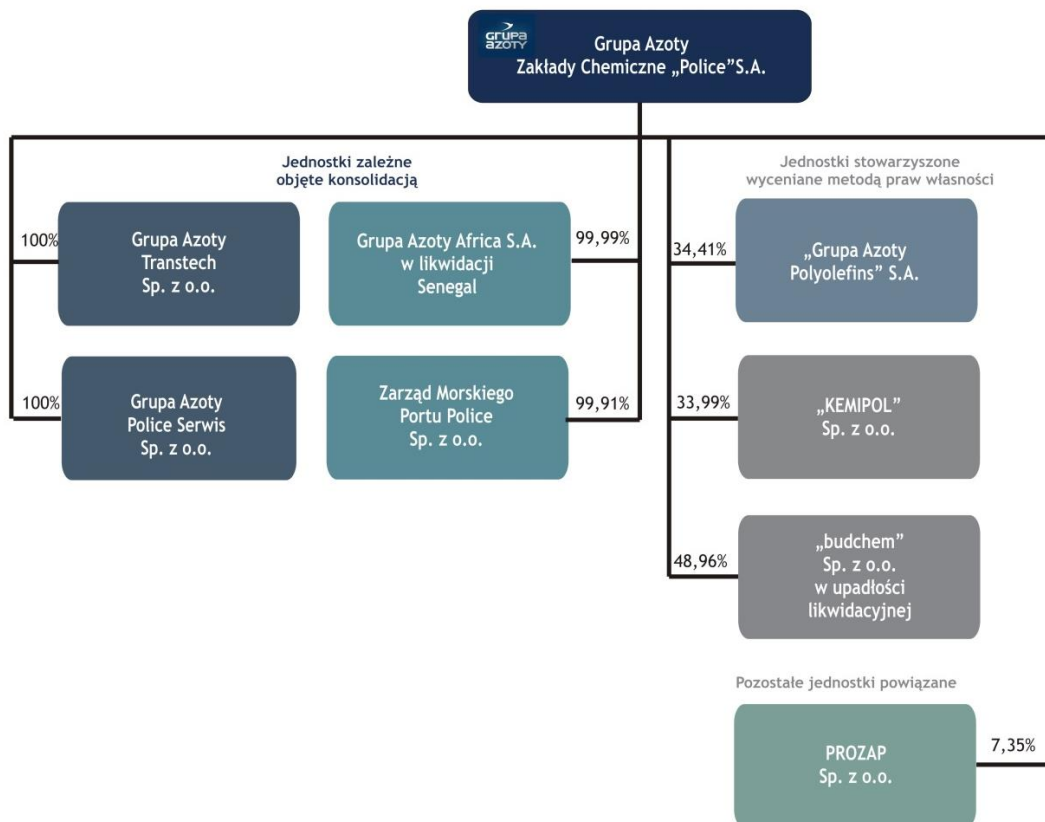 GRUPA
AZOTY
Grupa Azoty
Zakłady Chemiczne „Police”S.A.
Jednostki zależne
objęte konsolidacją
Jednostki stowarzyszone
wyceniane metodą praw własności
100%
Grupa Azoty
Transtech
Sp. z o.o.
Grupa Azoty Africa S.A.
w likwidacji
Senegal
99,99%
34,41%
„Grupa Azoty
Polyolefins” S.A.
100%
Grupa Azoty
Police Serwis
Sp. z o.o.
Zarząd Morskiego
Portu Police
Sp. z o.o.
99,91%
33,99%
„KEMIPOL”
Sp. z o.o.
48,96%
„budchem”
Sp. z o.o.
w upadłości
likwidacyjnej
Pozostałe jednostki powiązane
PROZAP
Sp. z o.o.
7,35%